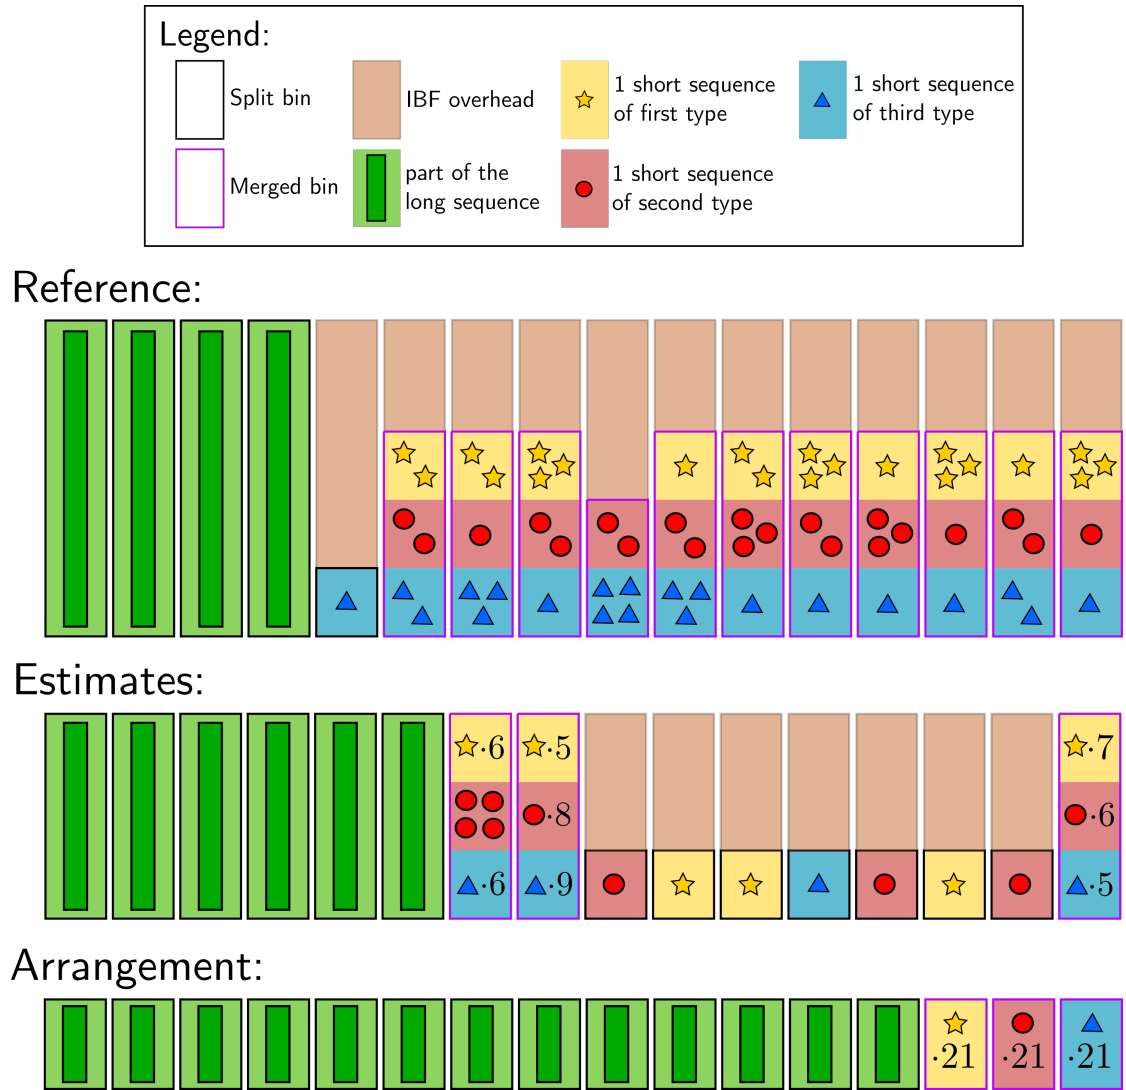 Legend:
Split bin
IBF overhead
1 short sequence
of first type
1 short sequence
of third type
Merged bin
part of the
long sequence
1 short sequence
of second type
Reference:
Estimates:
·6
·5
·7
·8
·6
·6
·9
·5
Arrangement:
·21
·21
·21